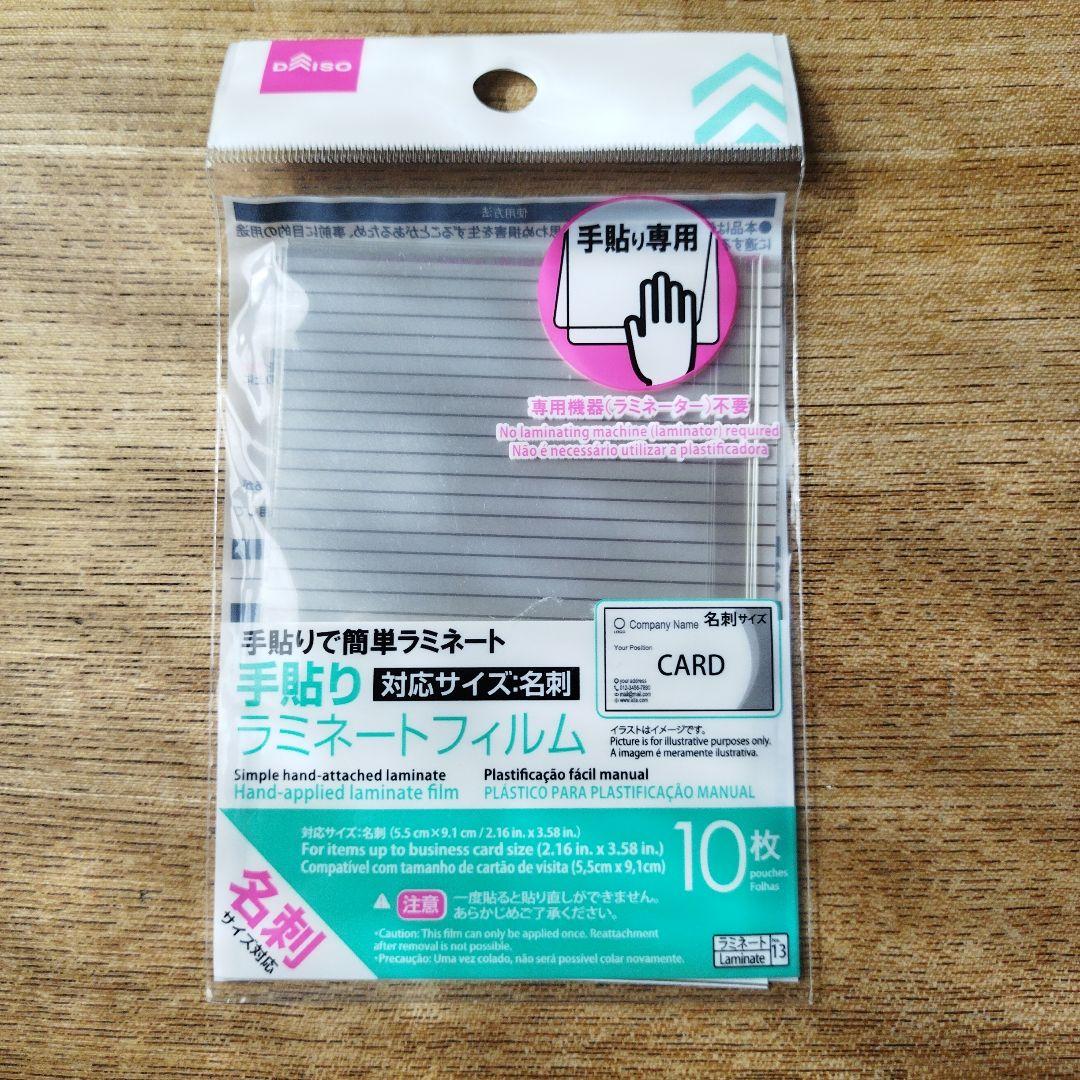 DAISO
使用方法
手貼り専用
専用機器(ラミネーター)不要
No laminating machine (laminator) required
Não é necessário utilizar a plastificadora
手貼りで簡単ラミネート
手貼り 対応サイズ:名刺
ラミネートフィルム
Company Name 名刺サイズ
LOGO
Your Position
CARD
your address
012-3456-7890
イラストはイメージです。
Picture is for illustrative purposes only.
A imagem é meramente ilustrativa.
Simple hand-attached laminate
Hand-applied laminate film
Plastificação fácil manual
PLÁSTICO PARA PLASTIFICAÇÃO MANUAL
対応サイズ:名刺 (5.5 cm×9.1 cm / 2.16 in. x 3.58 in.)
For items up to business card size (2.16 in. x 3.58 in.)
Compatível com tamanho de cartão de visita (5,5cm x 9,1cm)
10枚
pouches
Folhas
注意 一度貼ると貼り直しができません。
あらかじめご了承ください。
•Caution: This film can only be applied once. Reattachment
after removal is not possible.
•Precaução: Uma vez colado, não será possível colar novamente.
名刺
サイズ対応
ラミネート No.
Laminate 13